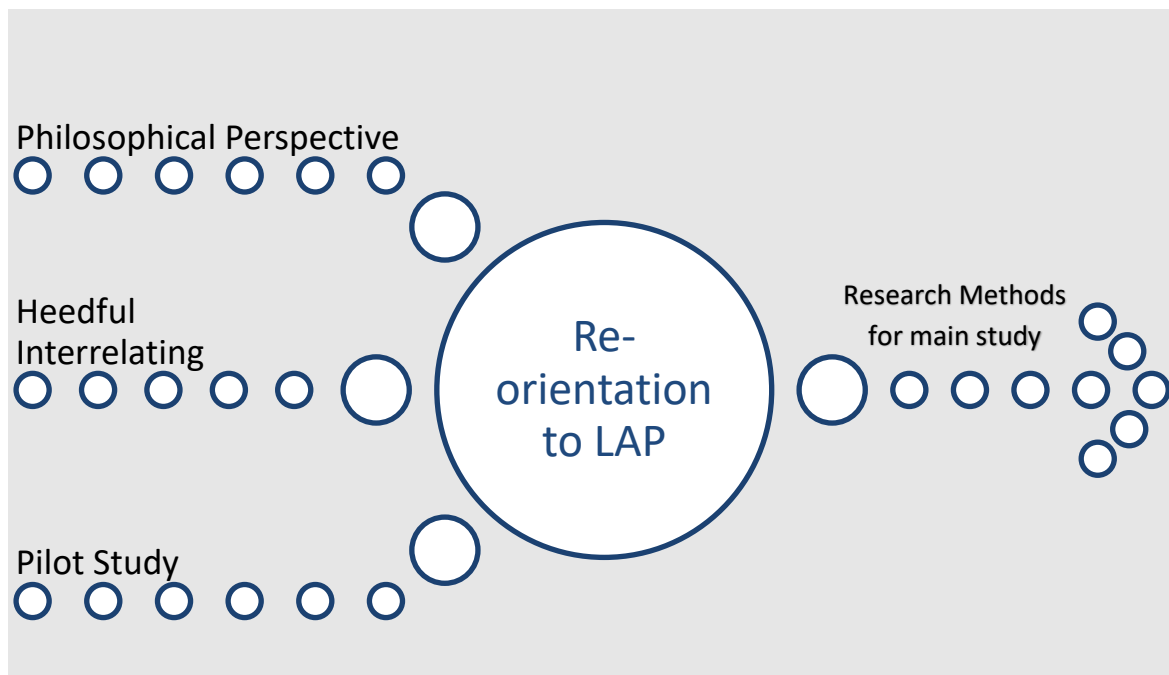 Philosophical Perspective
Heedful
Interrelating
Pilot Study
Re-
orientation
to LAP
Research Methods
for main study